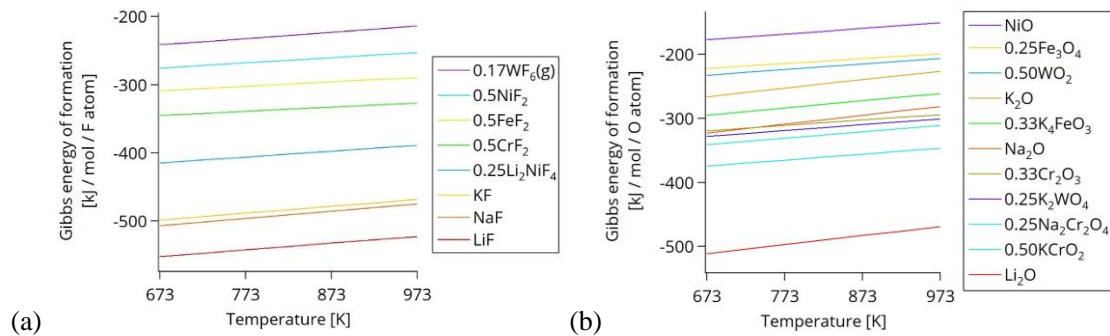 Gibbs energy of formation
[kJ / mol / F atom]
-200
-300
-400
-500
673
773
873
973
Temperature [K]
0.17WF₆(g)
0.5NiF₂
0.5FeF₂
0.5CrF₂
0.25Li₂NiF₄
KF
NaF
LiF
(a)
Gibbs energy of formation
[kJ / mol / O atom]
-200
-300
-400
-500
673
773
873
973
Temperature [K]
NiO
0.25Fe₃O₄
0.50WO₂
K₂O
0.33K₄FeO₃
Na₂O
0.33Cr₂O₃
0.25K₂WO₄
0.25Na₂Cr₂O₄
0.50KCrO₂
Li₂O
(b)